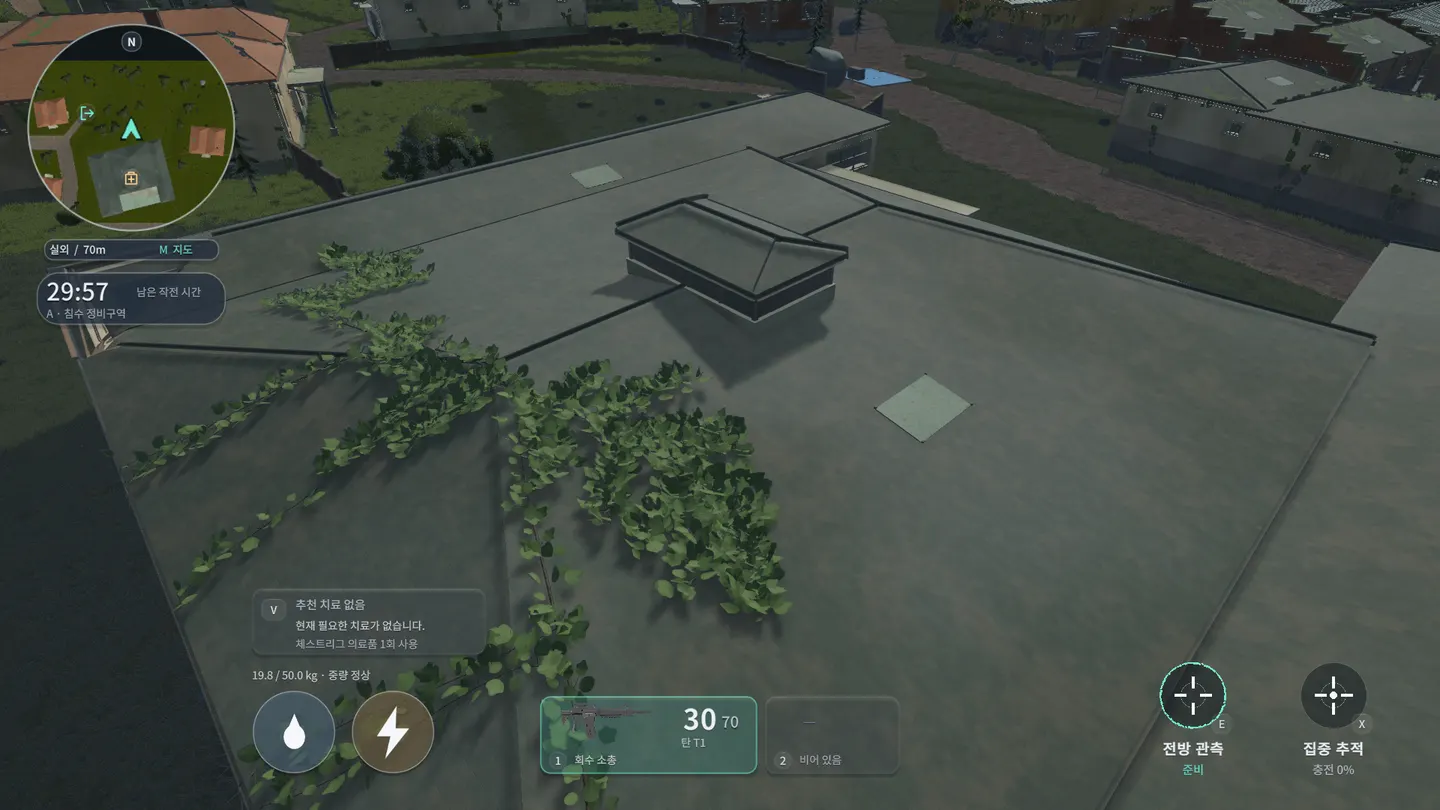 N
실외 / 70m
M 지도
29:57
남은 작전 시간
A · 침수 정비구역
V
추천 치료 없음
현재 필요한 치료가 없습니다.
체스트리그 의료품 1회 사용
19.8 / 50.0 kg · 중량 정상
30 70
탄 T1
1 회수 소총
—
2 비어 있음
E
전방 관측
준비
X
집중 추적
충전 0%